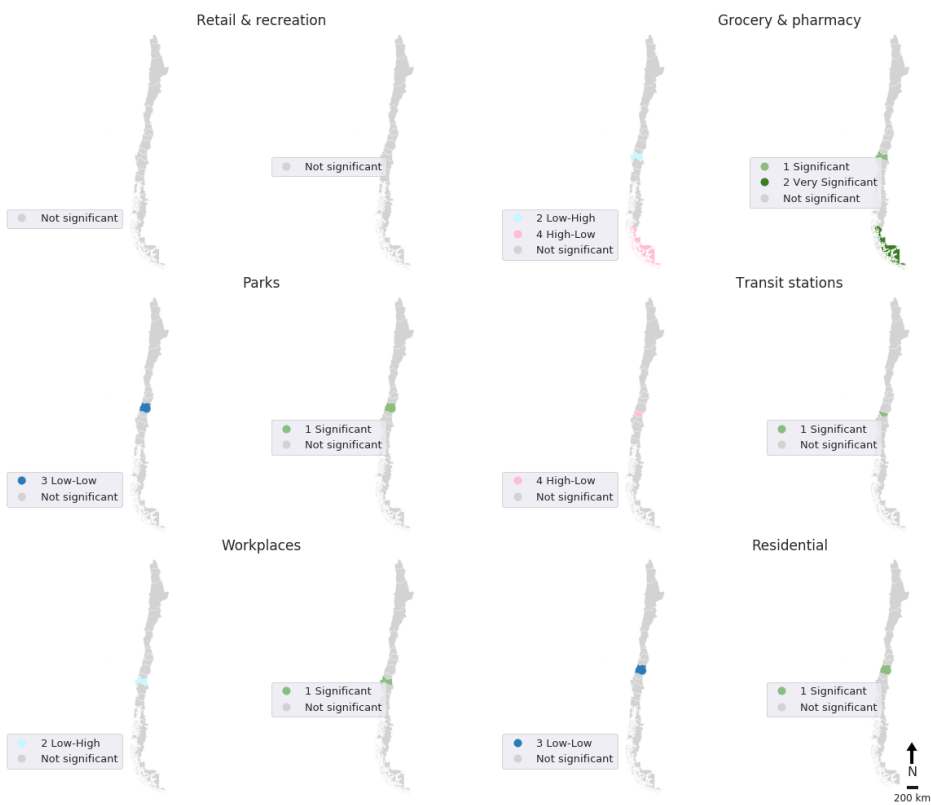 Retail & recreation
Not significant
Not significant
Grocery & pharmacy
2 Low-High
4 High-Low
Not significant
1 Significant
2 Very Significant
Not significant
Parks
3 Low-Low
Not significant
1 Significant
Not significant
Transit stations
4 High-Low
Not significant
1 Significant
Not significant
Workplaces
2 Low-High
Not significant
1 Significant
Not significant
Residential
3 Low-Low
Not significant
1 Significant
Not significant
N
200 km